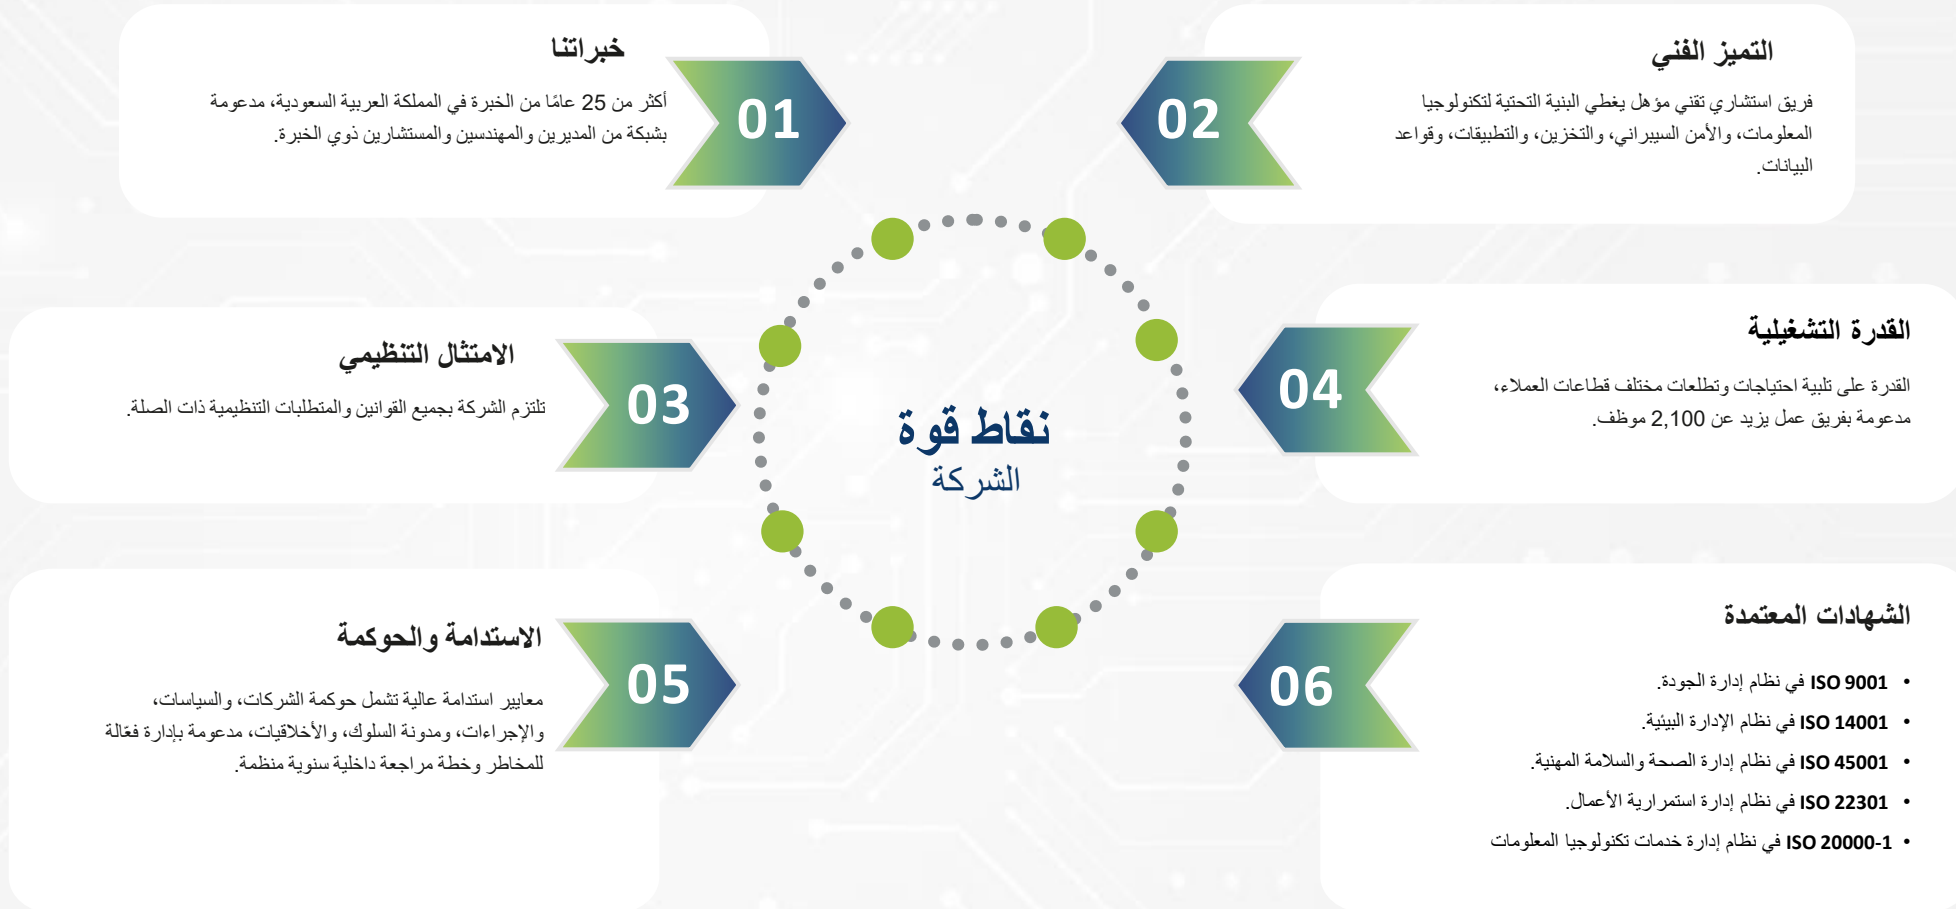 خبراتنا
أكثر من 25 عامًا من الخبرة في المملكة العربية السعودية، مدعومة
بشبكة من المديرين والمهندسين والمستشارين ذوي الخبرة.
01
التميز الفني
فريق استشاري تقني مؤهل يغطي البنية التحتية لتكنولوجيا
المعلومات، والأمن السيبراني، والتخزين، والتطبيقات، وقواعد
البيانات.
02
الامتثال التنظيمي
تلتزم الشركة بجميع القوانين والمتطلبات التنظيمية ذات الصلة.
03
القدرة التشغيلية
القدرة على تلبية احتياجات وتطلعات مختلف قطاعات العملاء،
مدعومة بفريق عمل يزيد عن 2,100 موظف.
04
نقاط قوة
الشركة
الاستدامة والحوكمة
معايير استدامة عالية تشمل حوكمة الشركات، والسياسات،
والإجراءات، ومدونة السلوك، والأخلاقيات، مدعومة بإدارة فعّالة
للمخاطر وخطة مراجعة داخلية سنوية منظمة.
05
الشهادات المعتمدة
• ISO 9001 في نظام إدارة الجودة.
• ISO 14001 في نظام الإدارة البيئية.
• ISO 45001 في نظام إدارة الصحة والسلامة المهنية.
• ISO 22301 في نظام إدارة استمرارية الأعمال.
• ISO 20000-1 في نظام إدارة خدمات تكنولوجيا المعلومات
06